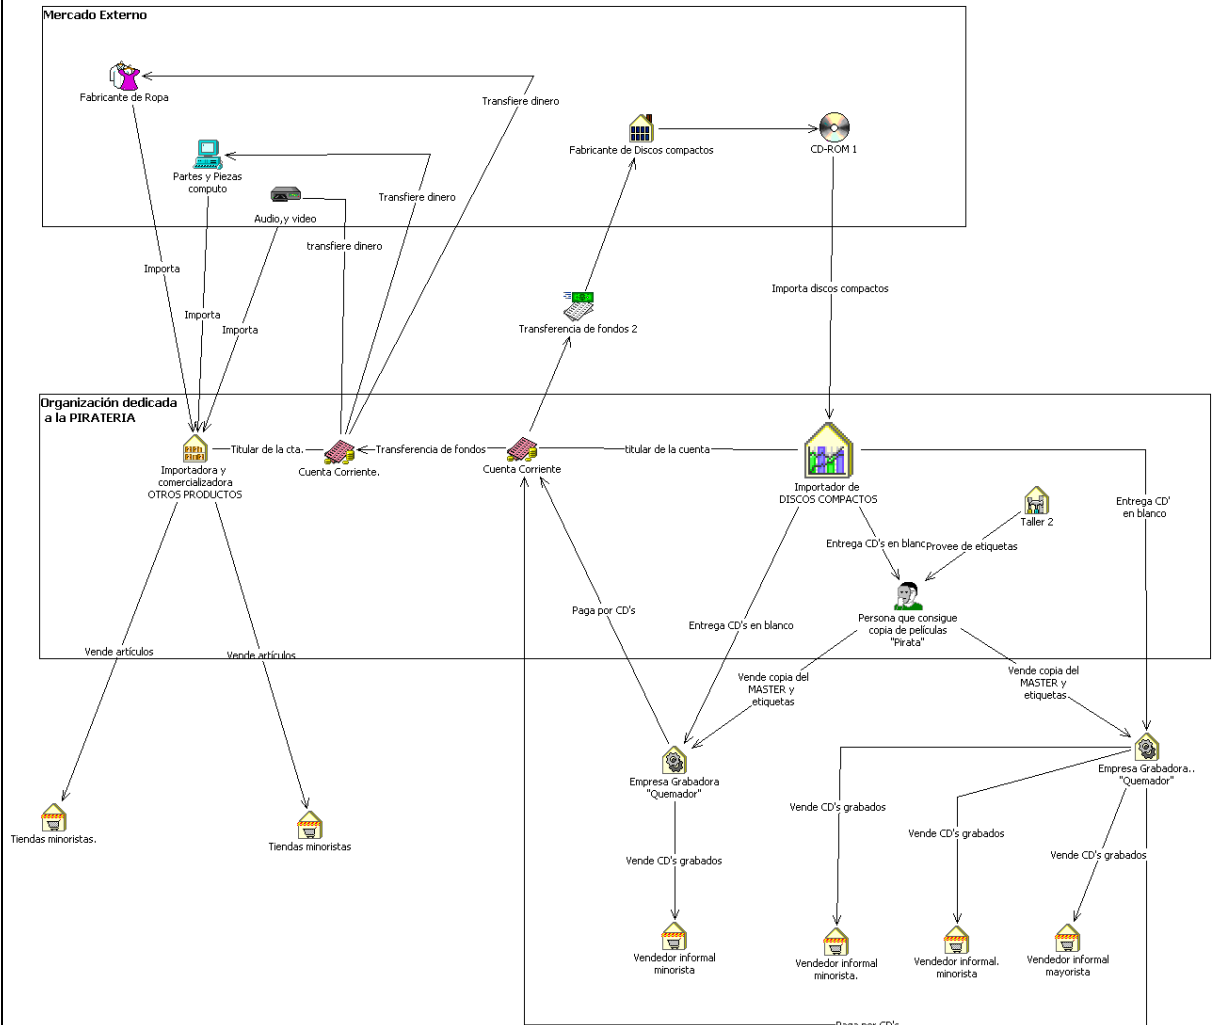 Mercado Externo
Fabricante de Ropa
Transfiere dinero
Fabricante de Discos compactos
CD-ROM 1
Partes y Piezas
computo
Transfiere dinero
Audio,y video
transfiere dinero
Importa
Importa discos compactos
Importa
Importa
Transferencia de fondos 2
Organización dedicada
a la PIRATERIA
Titular de la cta.
Transferencia de fondos
titular de la cuenta
Importadora y
comercializadora
OTROS PRODUCTOS
Cuenta Corriente.
Cuenta Corriente
Importador de
DISCOS COMPACTOS
Entrega CD'
en blanco
Taller 2
Entrega CD's en blanc
Provee de etiquetas
Paga por CD's
Entrega CD's en blanco
Persona que consigue
copia de películas
"Pirata"
Vende artículos
Vende artículos
Vende copia del
MASTER y
etiquetas
Vende copia del
MASTER y
etiquetas
Empresa Grabadora
"Quemador"
Empresa Grabadora..
"Quemador"
Tiendas minoristas.
Tiendas minoristas
Vende CD's grabados
Vende CD's grabados
Vende CD's grabados
Vende CD's grabados
Vendedor informal
minorista
Vendedor informal
minorista.
Vendedor informal.
minorista
Vendedor informal
mayorista
Paga por CD's